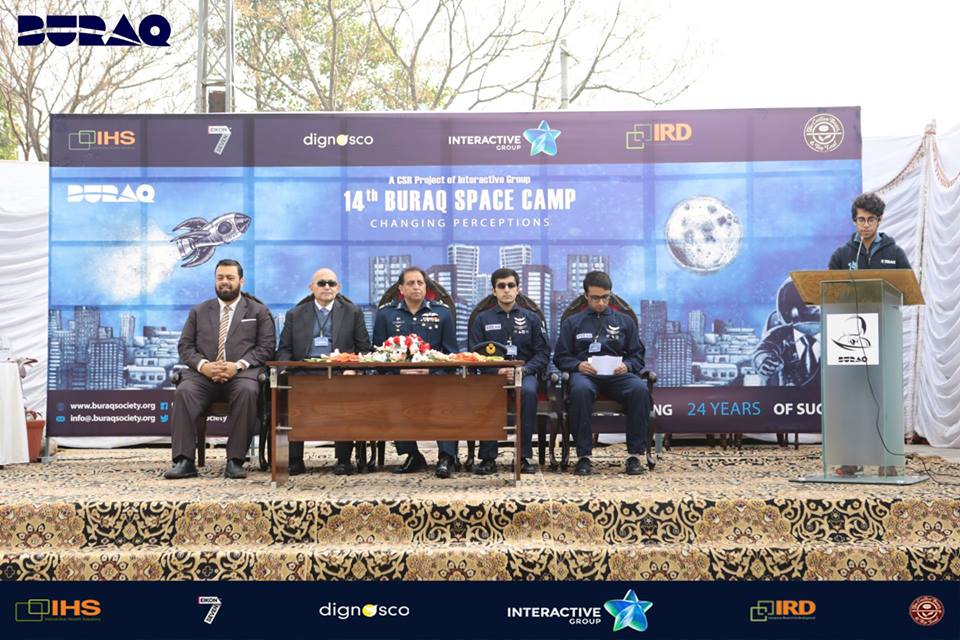 BURAQ
IHS
EIKON
7
SEVEN
dignosco
INTERACTIVE
GROUP
IRD
A CSR Project of Interactive Group
BURAQ
14th BURAQ SPACE CAMP
CHANGING PERCEPTIONS
BURAQ
www.buraqsociety.org
info@.buraqsociety.org
24 YEARS OF SUC
IHS
EIKON
7
SEVEN
dignosco
INTERACTIVE
GROUP
IRD